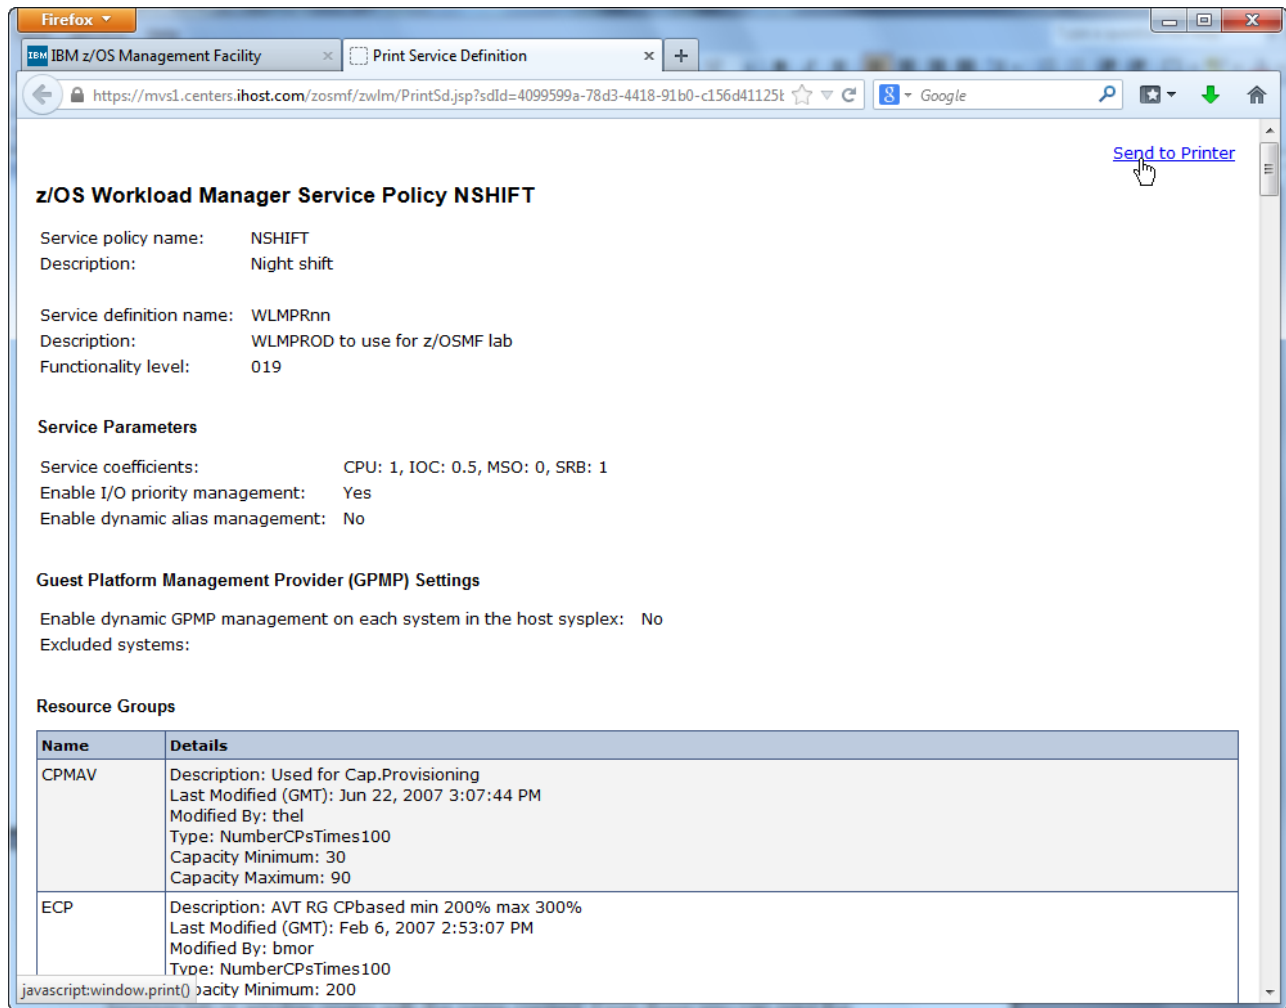 Firefox
IBM IBM z/OS Management Facility
Print Service Definition
https://mvs1.centers.ihost.com/zosmf/zwlm/PrintSd.jsp?sdId=4099599a-78d3-4418-91b0-c156d41125b
8 Google
Send to Printer
z/OS Workload Manager Service Policy NSHIFT
Service policy name: NSHIFT
Description: Night shift
Service definition name: WLMPRnn
Description: WLMPROD to use for z/OSMF lab
Functionality level: 019
Service Parameters
Service coefficients: CPU: 1, IOC: 0.5, MSO: 0, SRB: 1
Enable I/O priority management: Yes
Enable dynamic alias management: No
Guest Platform Management Provider (GPMP) Settings
Enable dynamic GPMP management on each system in the host sysplex: No
Excluded systems:
Resource Groups
Name Details
CPMAV Description: Used for Cap.Provisioning
Last Modified (GMT): Jun 22, 2007 3:07:44 PM
Modified By: thel
Type: NumberCPsTimes100
Capacity Minimum: 30
Capacity Maximum: 90
ECP Description: AVT RG CPbased min 200% max 300%
Last Modified (GMT): Feb 6, 2007 2:53:07 PM
Modified By: bmor
Type: NumberCPsTimes100
javascript:window.print() pacity Minimum: 200